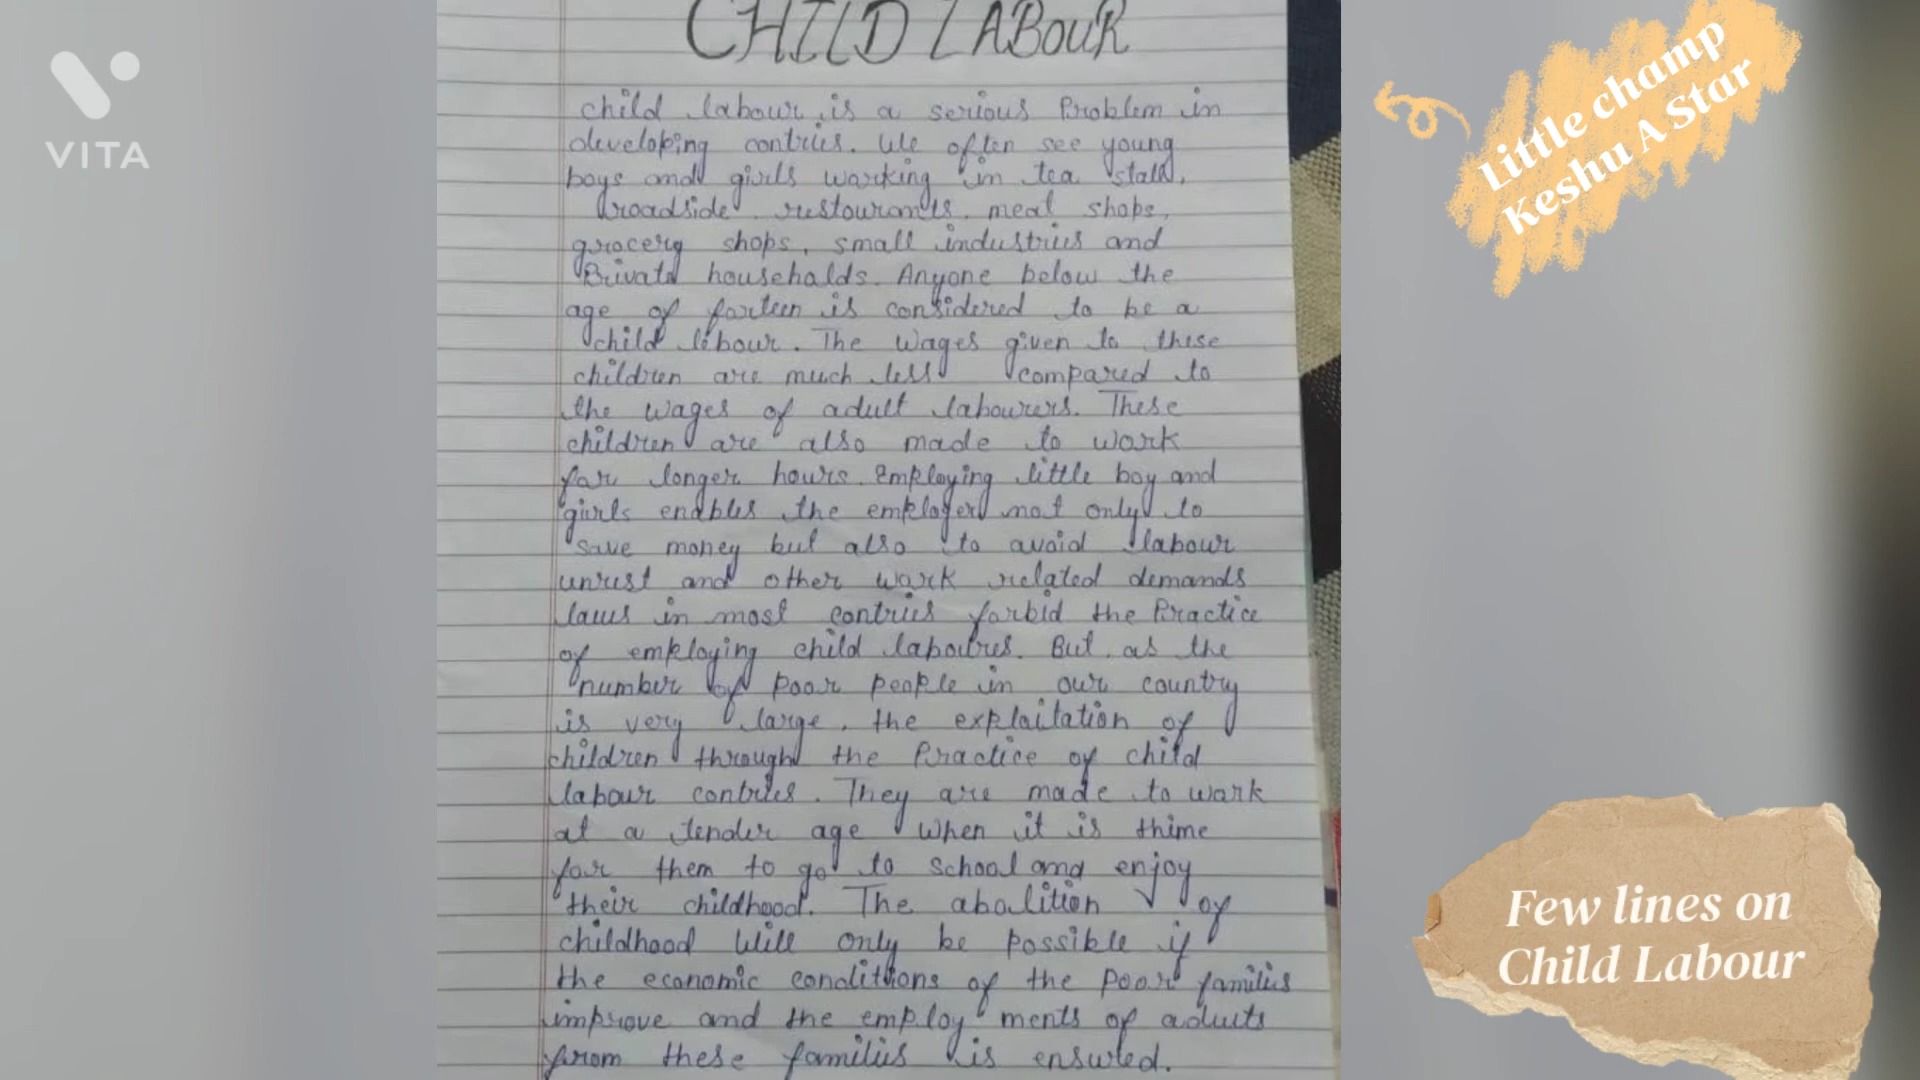 VITA
CHILD LABOUR
child labour is a serious Problem in
developing contries. We often see young
boys and girls working in tea stall,
roadside restourants, meal shops,
grocery shops, small industries and
Private households. Anyone below the
age of forteen is considered to be a
child lobour. The wages given to these
children are much less compared to
the wages of adult labourers. These
children are also made to work
for longer hours. Employing little boy and
girls enables the employer not only to
save money but also to avoid labour
unrest and other work related demands
laws in most contries forbid the Practice
of employing child laboures. But as the
number of poor people in our country
is very large, the exploitation of
children through the Practice of child
labour contries. They are made to work
at a tender age when it is thime
for them to go to school and enjoy
their childhood. The abolition of
childhood will only be possible if
the economic conditions of the poor families
improve and the employ ments of adults
from these families is ensured.
Little champ
Keshu A Star
Few lines on
Child Labour